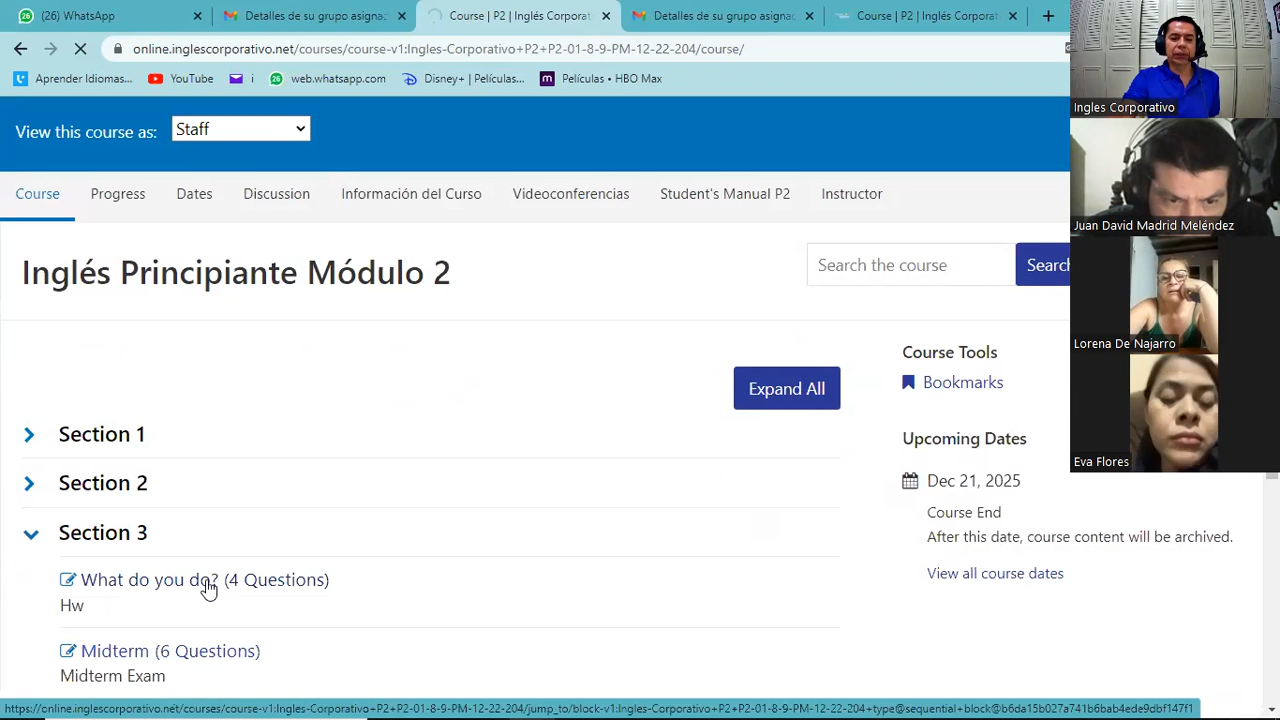 (26) WhatsApp
Detalles de su grupo asigna
Course | P2 | Inglés Corporat
Detalles de su grupo asigna
Course | P2 | Inglés Corporat
online.inglescorporativo.net/courses/course-v1:Ingles-Corporativo+P2+P2-01-8-9-PM-12-22-204/course/
Aprender Idiomas...
YouTube
i
web.whatsapp.com
Disney+ | Películas...
Películas • HBO Max
View this course as:
Staff
Course
Progress
Dates
Discussion
Información del Curso
Videoconferencias
Student's Manual P2
Instructor
Inglés Principiante Módulo 2
Search the course
Search
Expand All
Section 1
Section 2
Section 3
What do you do? (4 Questions)
Hw
Midterm (6 Questions)
Midterm Exam
Course Tools
Bookmarks
Upcoming Dates
Dec 21, 2025
Course End
After this date, course content will be archived.
View all course dates
Ingles Corporativo
Juan David Madrid Meléndez
Lorena De Najarro
Eva Flores
https://online.inglescorporativo.net/courses/course-v1:Ingles-Corporativo+P2+P2-01-8-9-PM-12-22-204/jump_to/block-v1:Ingles-Corporativo+P2+P2-01-8-9-PM-12-22-204+type@sequential+block@b6da15b027a741b6bab4ede9dbf147f1